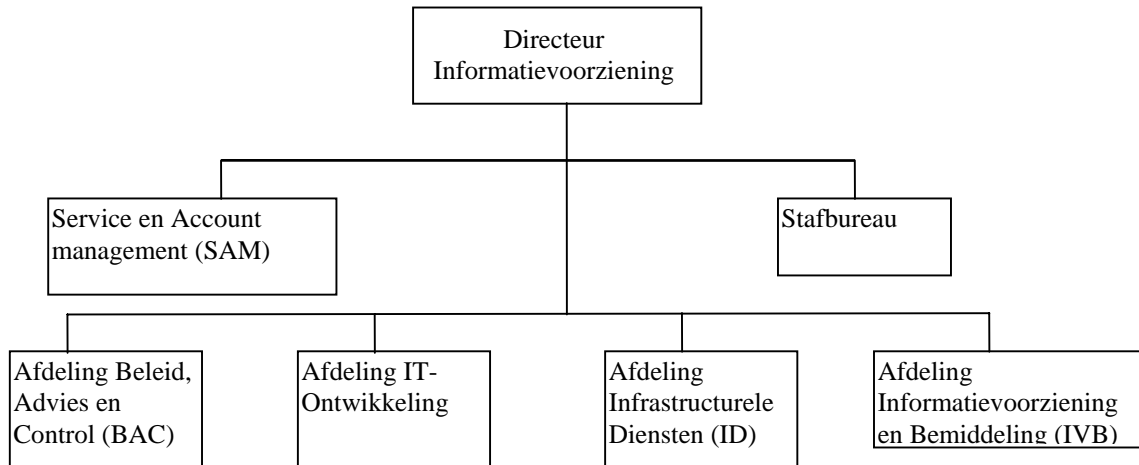 Directeur
Informatievoorziening
Service en Account
management (SAM)
Stafbureau
Afdeling Beleid,
Advies en
Control (BAC)
Afdeling IT-
Ontwikkeling
Afdeling
Infrastructurele
Diensten (ID)
Afdeling
Informatievoorziening
en Bemiddeling (IVB)